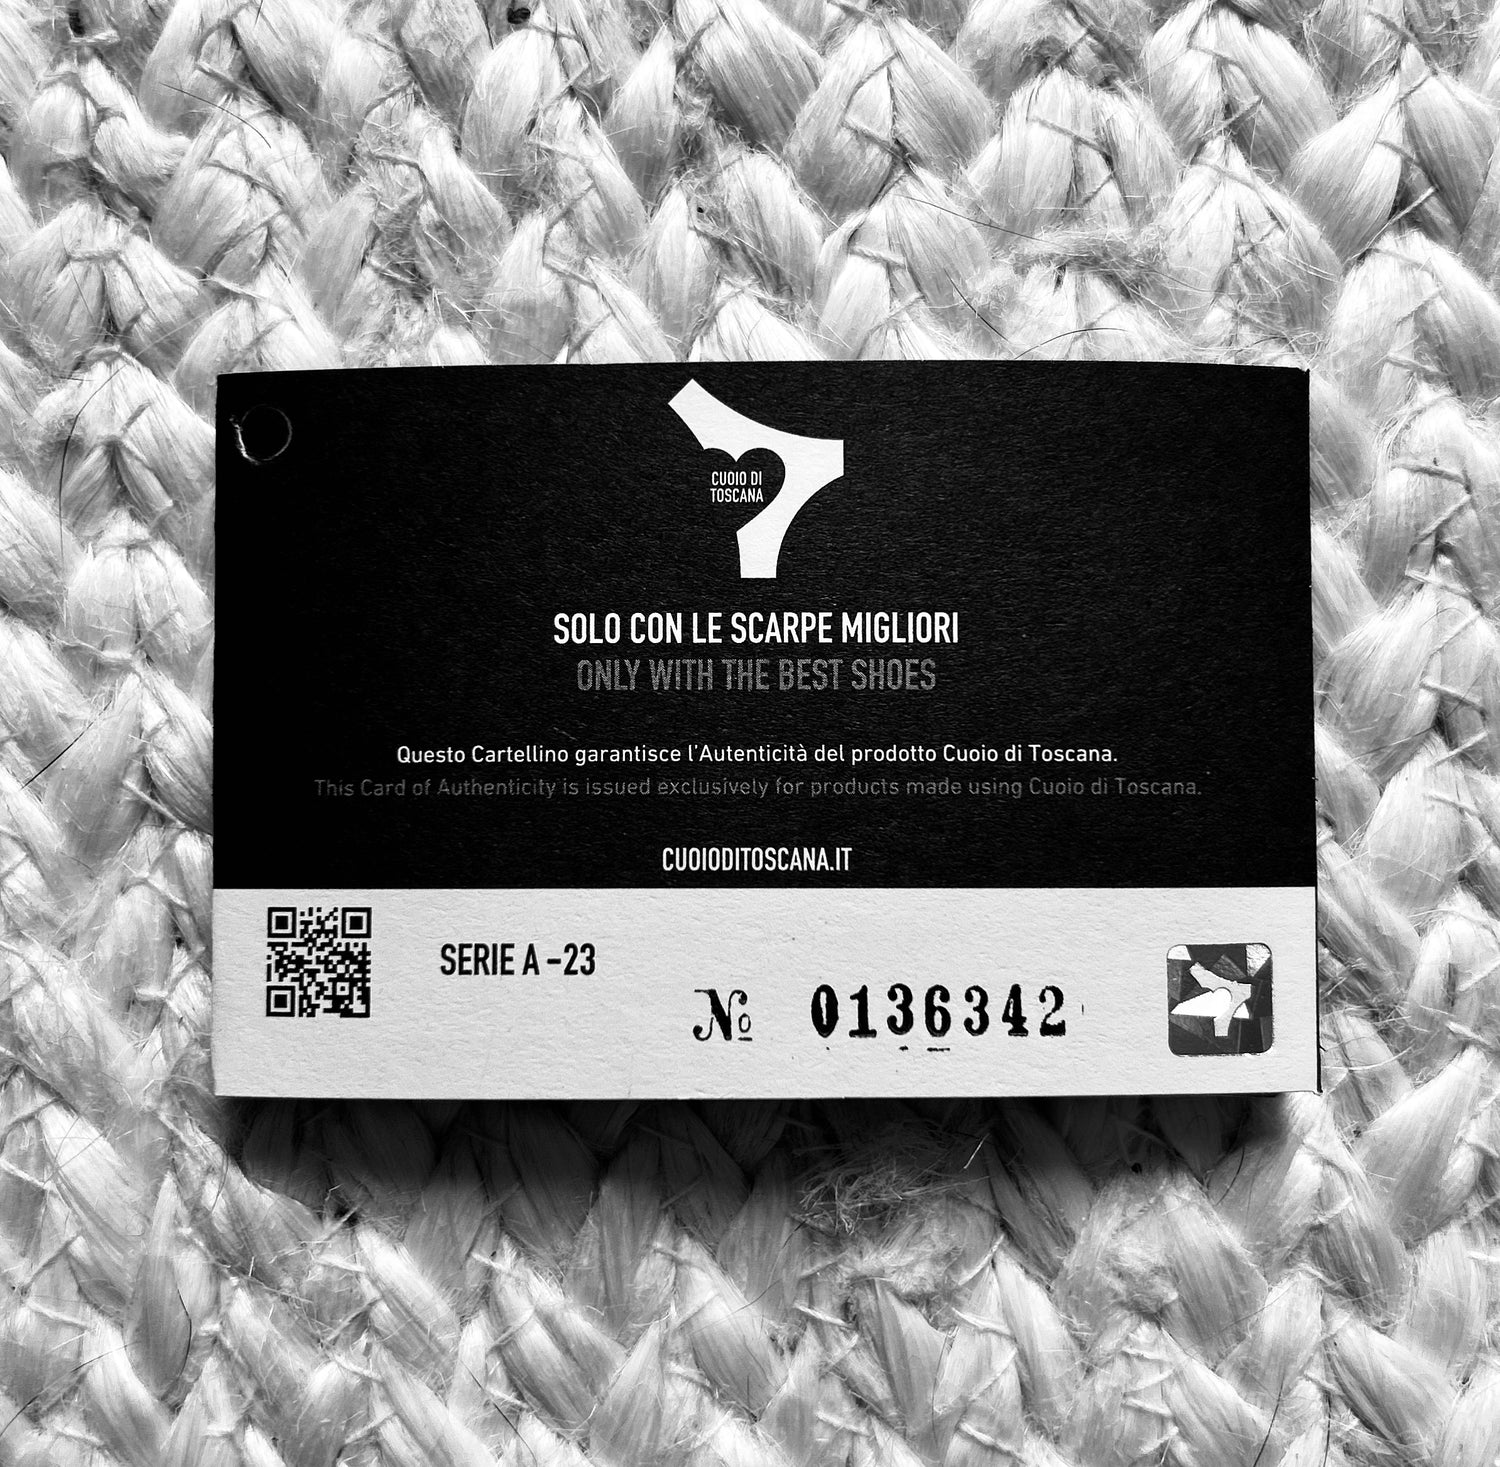 CUOIO DI
TOSCANA
SOLO CON LE SCARPE MIGLIORI
ONLY WITH THE BEST SHOES
Questo Cartellino garantisce l'Autenticità del prodotto Cuoio di Toscana.
This Card of Authenticity is issued exclusively for products made using Cuoio di Toscana.
CUOIODITOSCANA.IT
SERIE A -23
№ 0136342